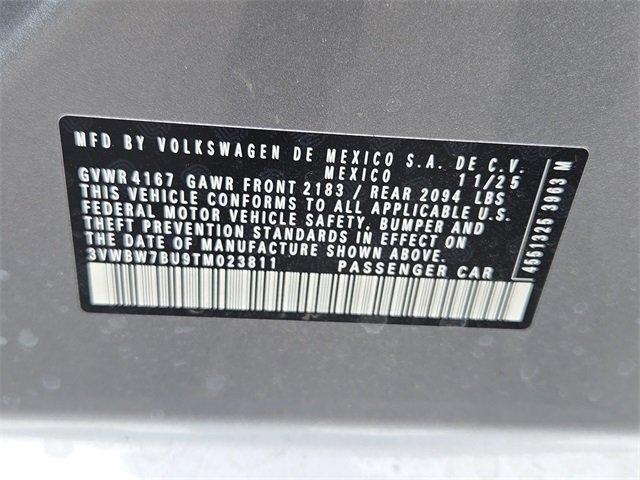 MFD BY VOLKSWAGEN DE MEXICO S.A. DE C.V.
MEXICO 11/25
GVWR 4167 GAWR FRONT 2183 / REAR 2094 LBS
THIS VEHICLE CONFORMS TO ALL APPLICABLE U.S.
FEDERAL MOTOR VEHICLE SAFETY, BUMPER AND
THEFT PREVENTION STANDARDS IN EFFECT ON
THE DATE OF MANUFACTURE SHOWN ABOVE.
3VWBW7BU9TM023811 PASSENGER CAR
4561325 3963 M